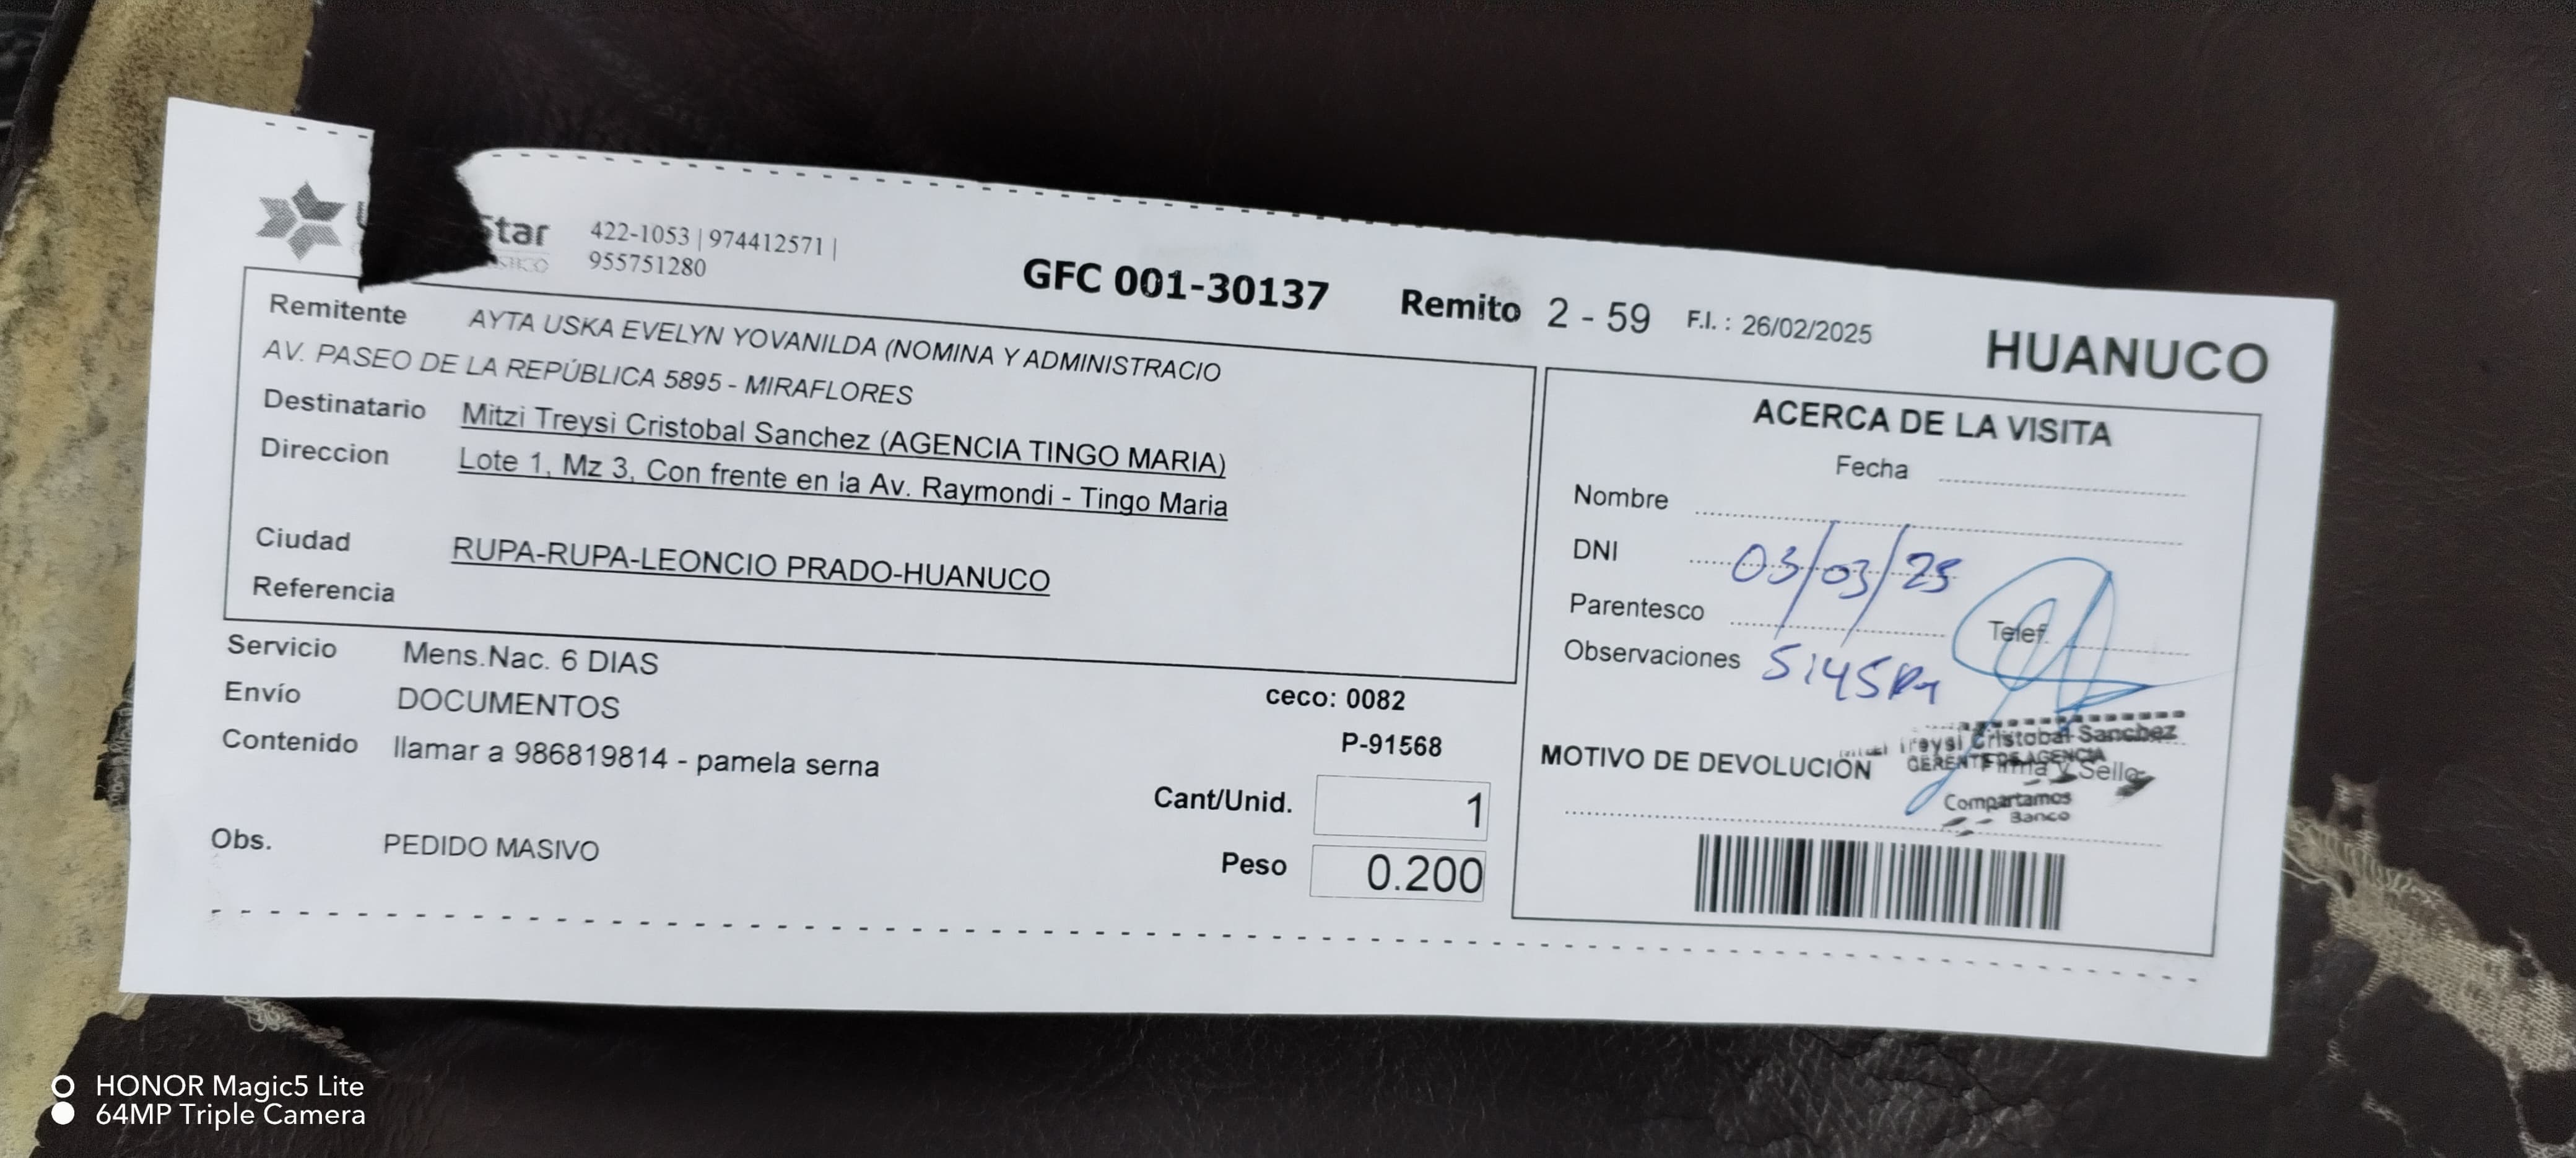 Star
422-1053 | 974412571 |
955751280
GFC 001-30137
Remito 2 - 59
F.I. : 26/02/2025
HUANUCO
Remitente AYTA USKA EVELYN YOVANILDA (NOMINA Y ADMINISTRACIO
AV. PASEO DE LA REPÚBLICA 5895 - MIRAFLORES
Destinatario Mitzi Treysi Cristobal Sanchez (AGENCIA TINGO MARIA)
Direccion Lote 1, Mz 3, Con frente en la Av. Raymondi - Tingo Maria
Ciudad RUPA-RUPA-LEONCIO PRADO-HUANUCO
Referencia
Servicio Mens.Nac. 6 DIAS
Envío DOCUMENTOS
Contenido llamar a 986819814 - pamela serna
Obs. PEDIDO MASIVO
ceco: 0082
P-91568
Cant/Unid. 1
Peso 0.200
ACERCA DE LA VISITA
Fecha
Nombre
DNI 03/03/25
Parentesco Telef.
Observaciones 5:45
MOTIVO DE DEVOLUCIÓN
Treysi Cristobal Sanchez
GERENTE DE AGENCIA
Firma y Sello
Compartamos
Banco
HONOR Magic5 Lite
64MP Triple Camera